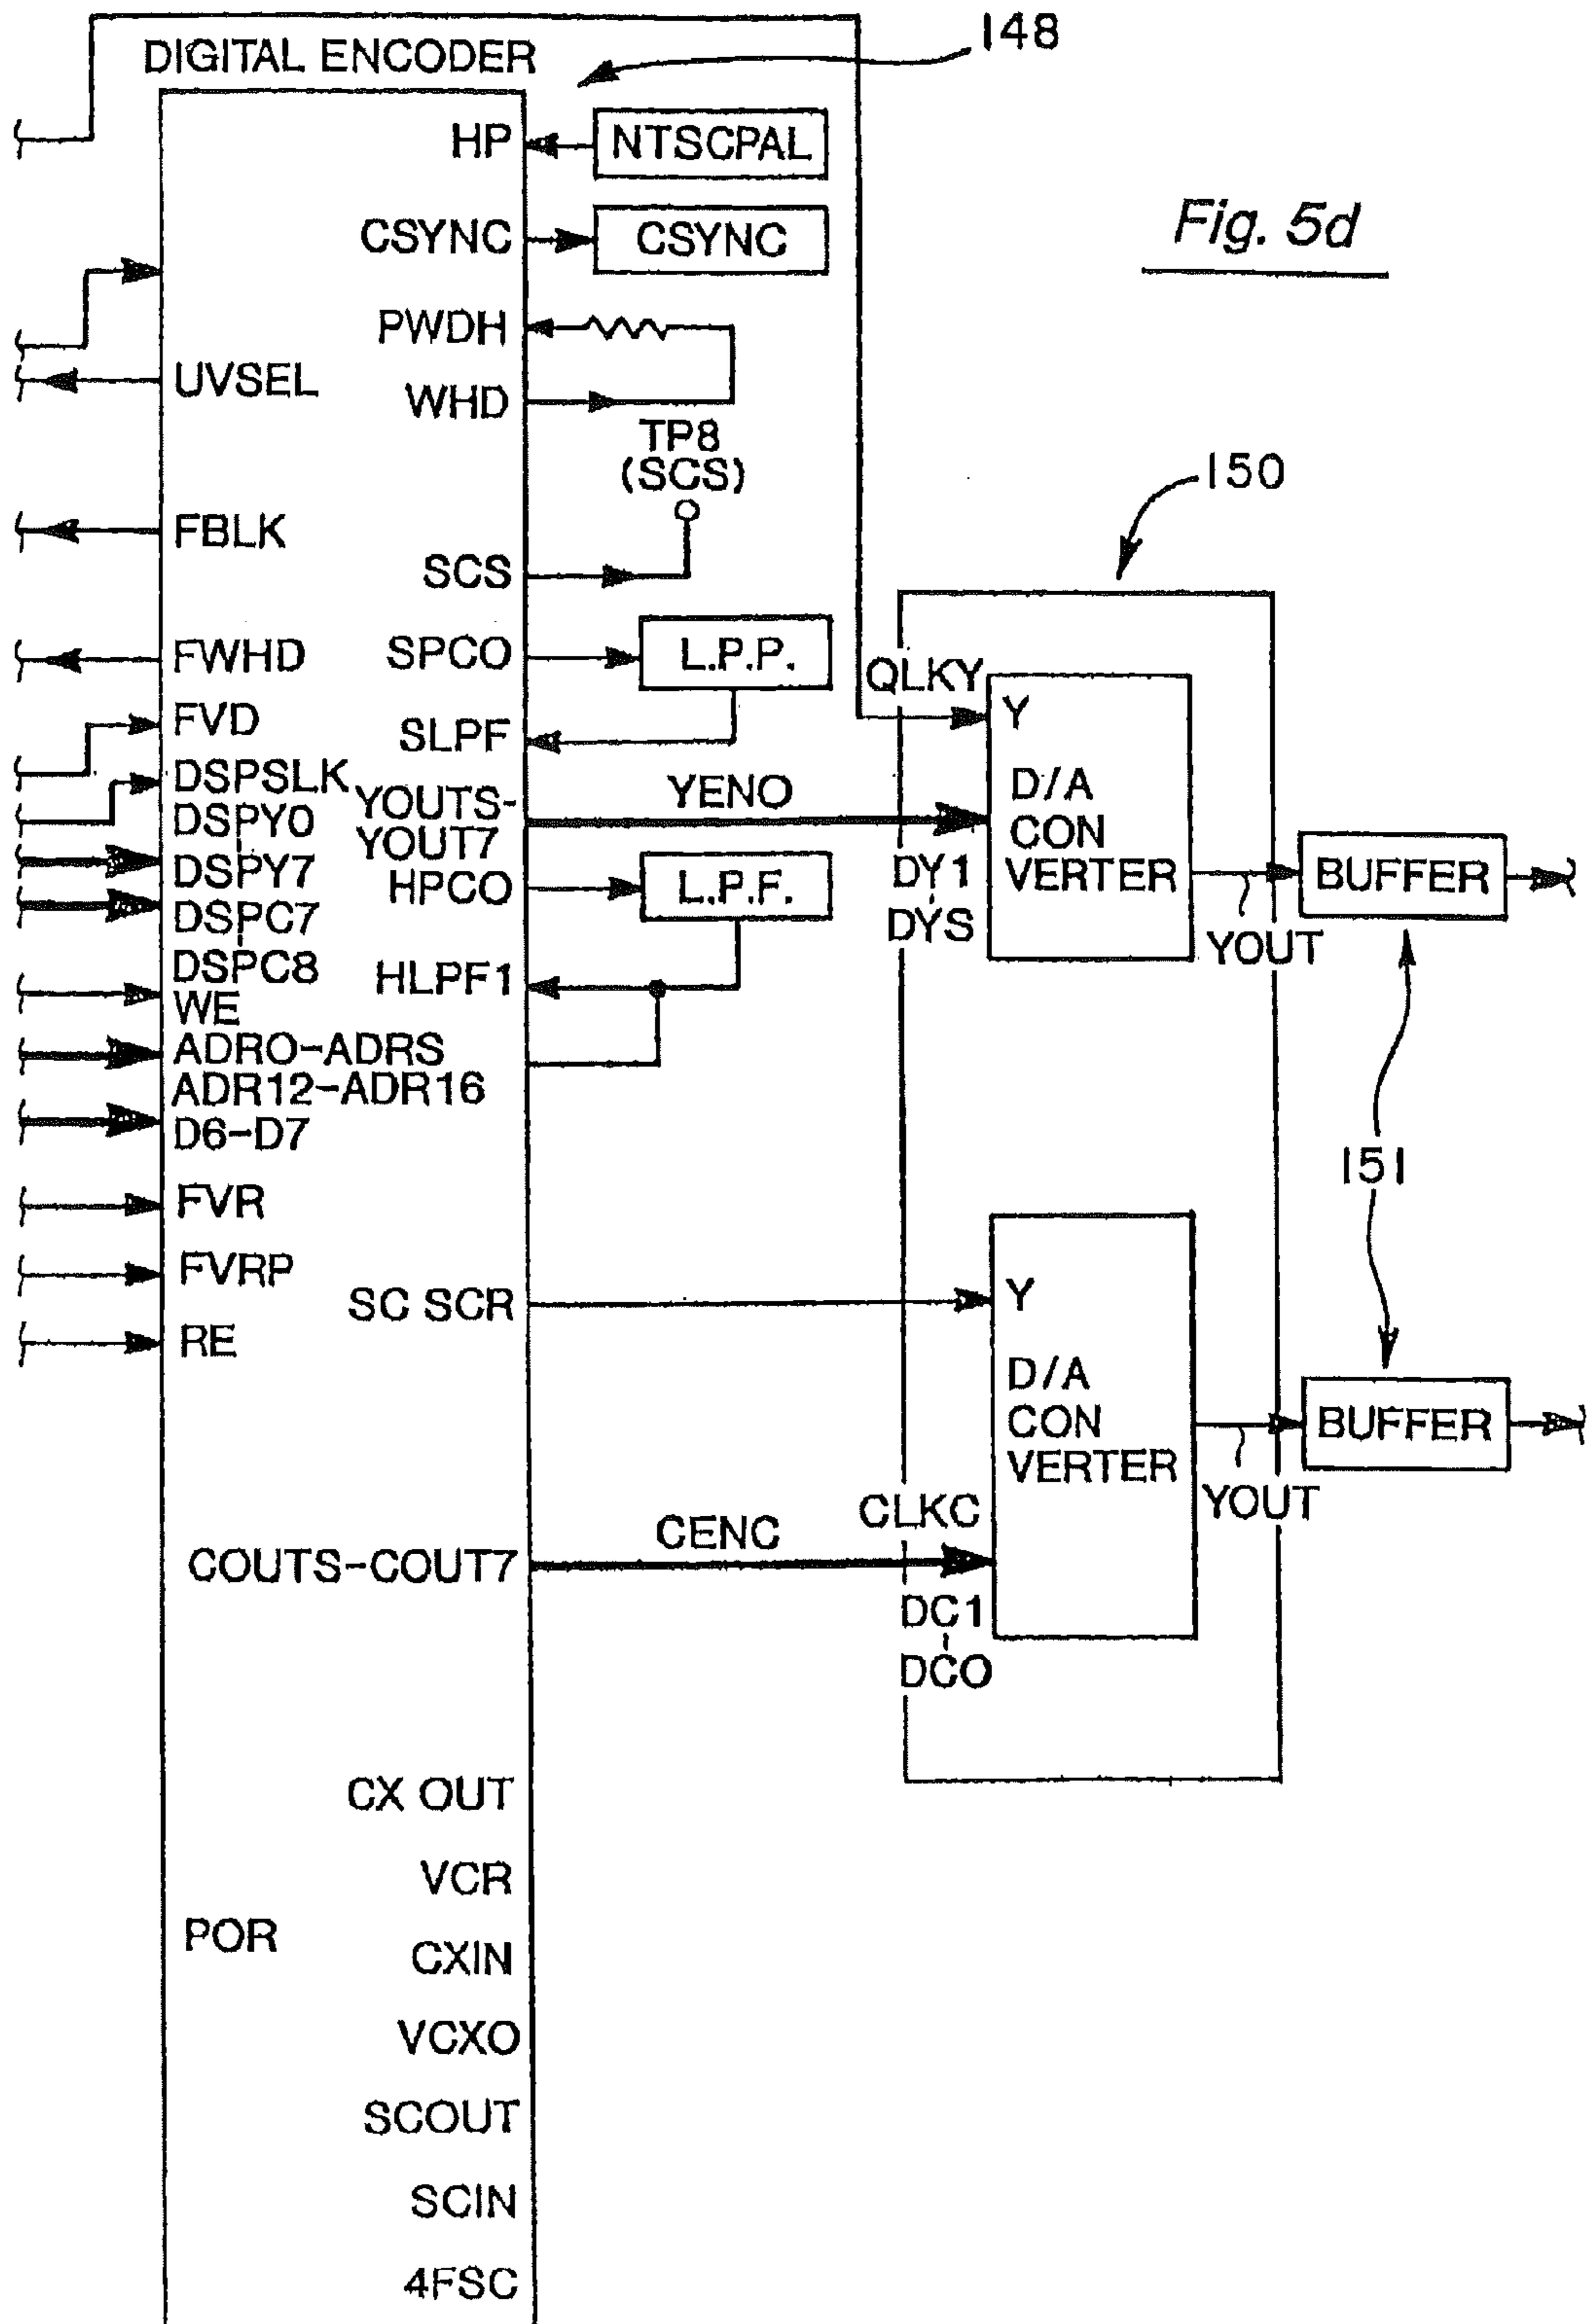 DIGITAL ENCODER
148
HP
NTSCPAL
CSYNC
CSYNC
Fig. 5d
PWDH
UVSEL
WHD
TP8
(SCS)
150
FBLK
SCS
FWHD
SPCO
L.P.P.
QLKY
Y
FVD
SLPF
DSPSLK
YOUTS-
YENO
D/A
DSPY0
YOUT7
CON
DSPY7
HPCO
L.P.F.
DY1
VERTER
BUFFER
DSPC7
DYS
YOUT
DSPC8
HLPF1
WE
ADRO-ADRS
ADR12-ADR16
D6-D7
151
FVR
FVRP
SC SCR
Y
RE
D/A
CON
BUFFER
VERTER
CLKC
YOUT
CENC
COUTS-COUT7
DC1
DCO
CX OUT
VCR
POR
CXIN
VCXO
SCOUT
SCIN
4FSC